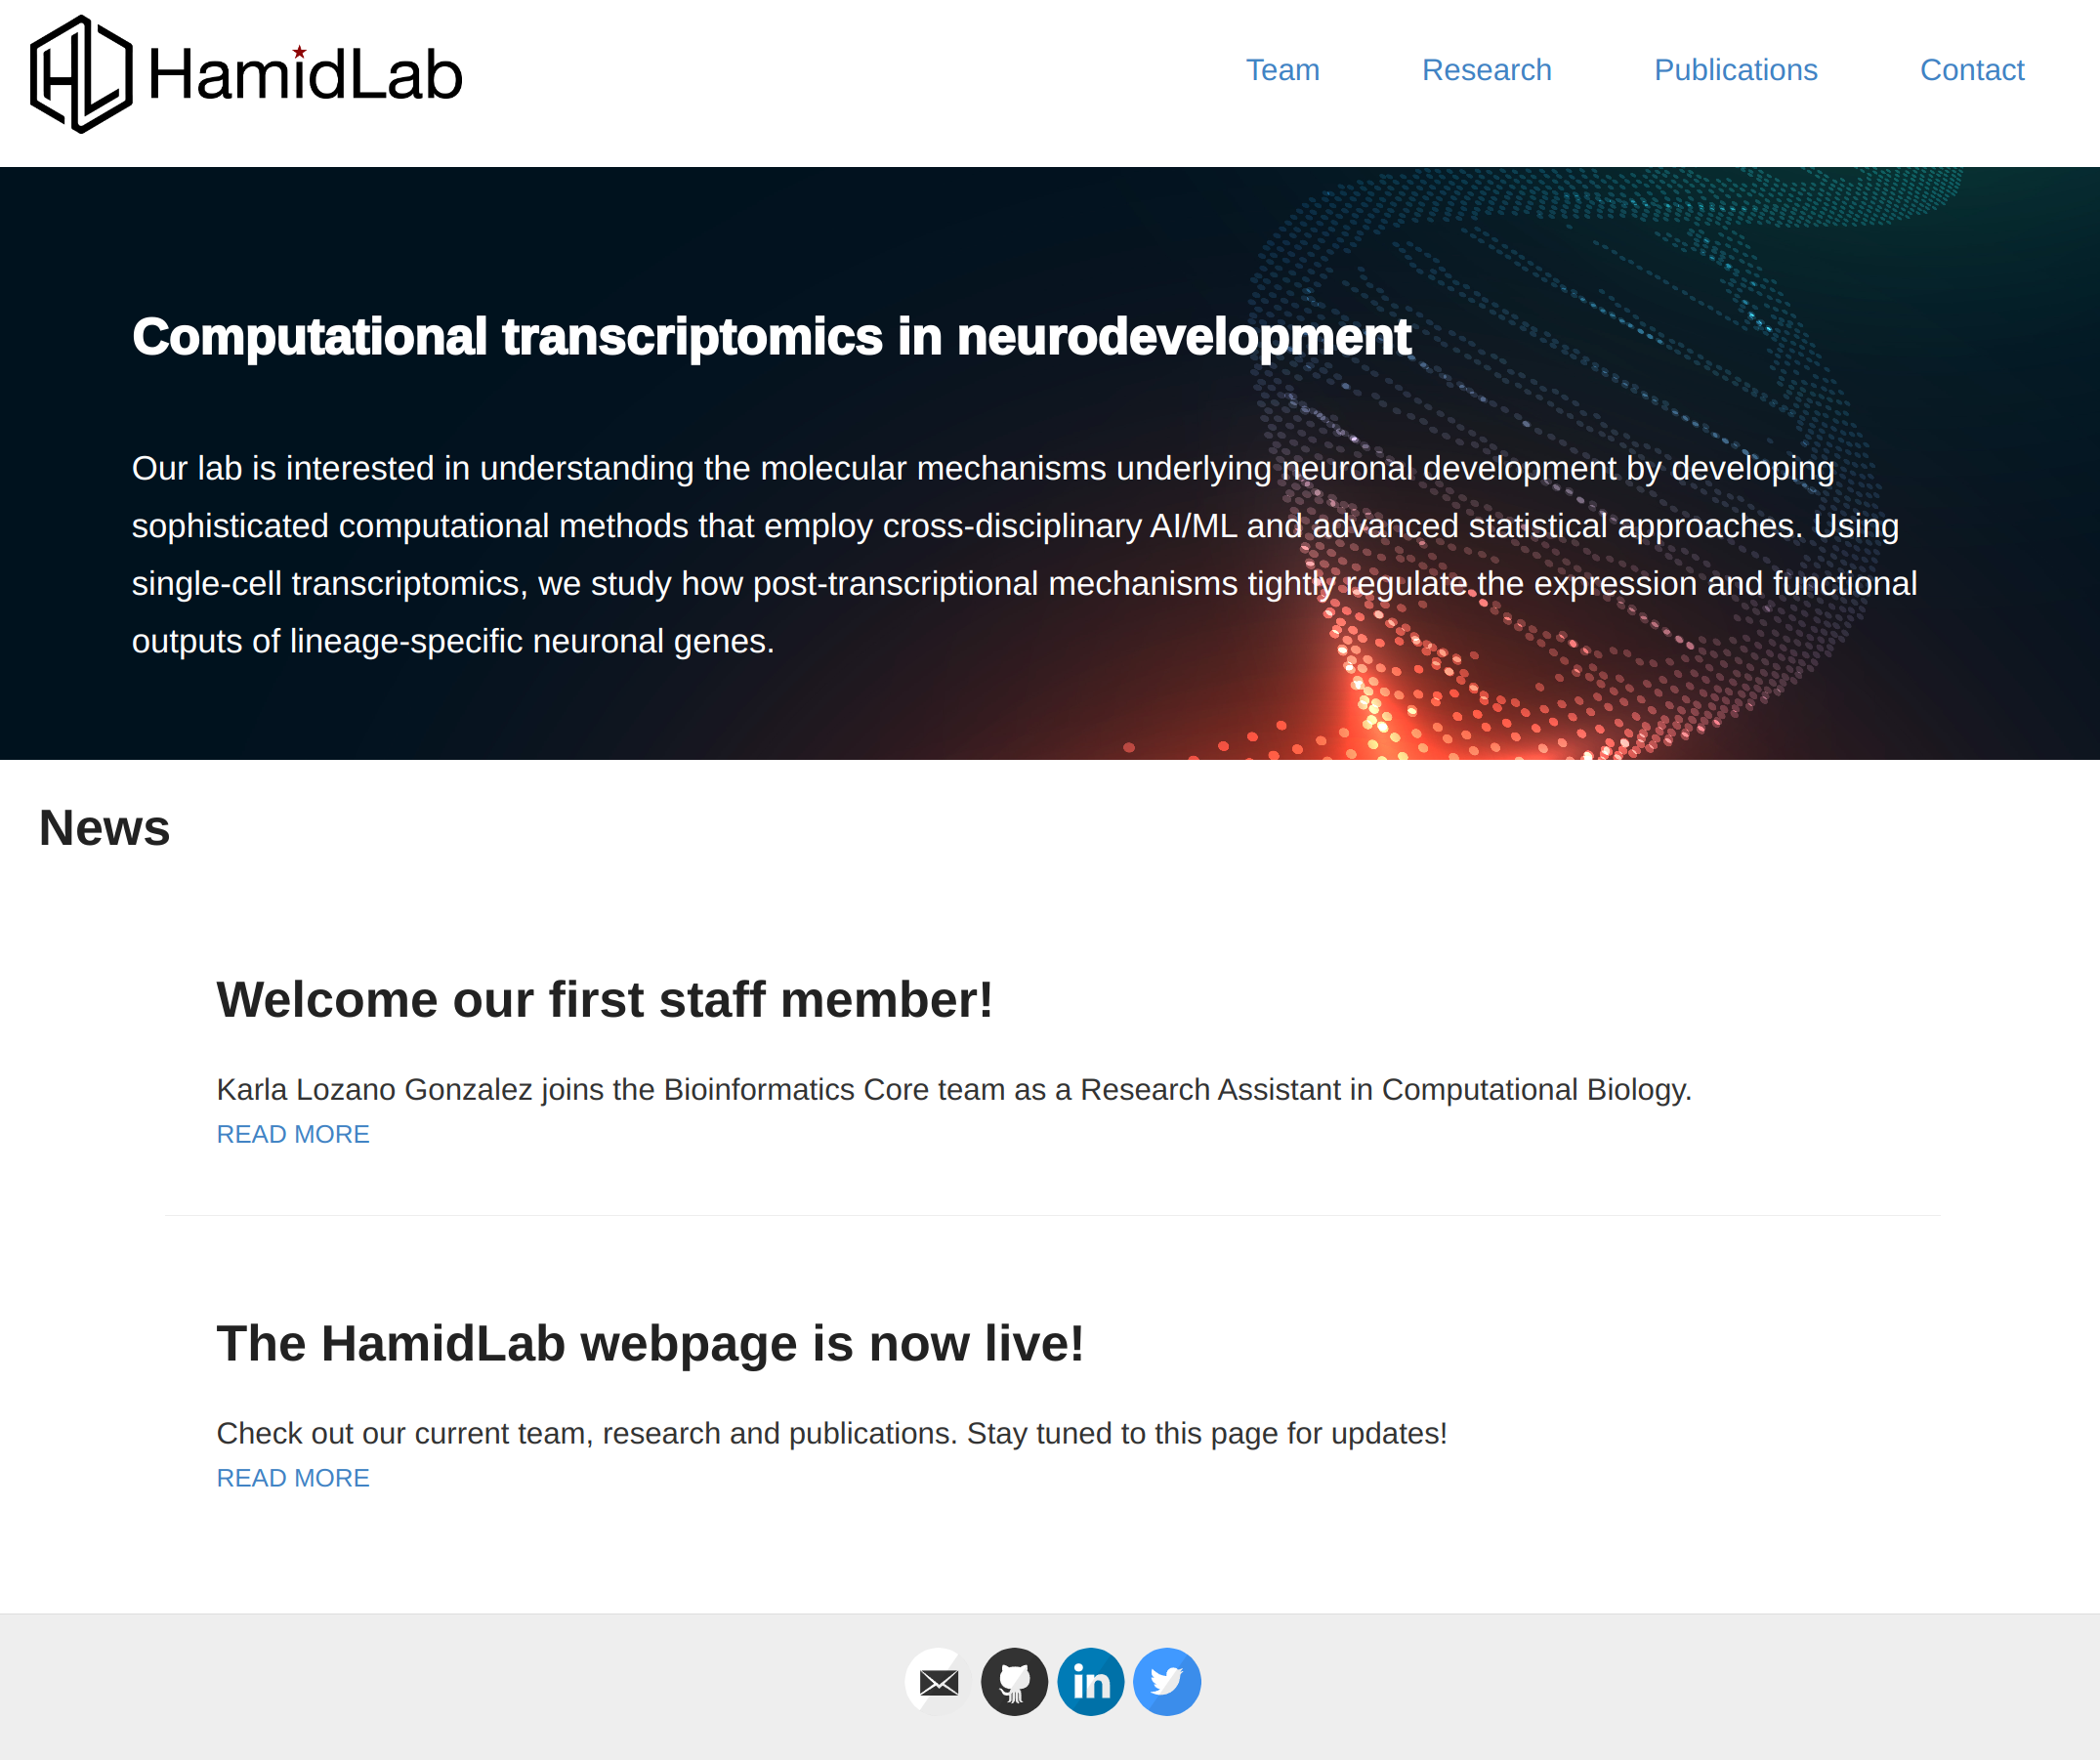 HamidLab
Team
Research
Publications
Contact
Computational transcriptomics in neurodevelopment
Our lab is interested in understanding the molecular mechanisms underlying neuronal development by developing
sophisticated computational methods that employ cross-disciplinary AI/ML and advanced statistical approaches. Using
single-cell transcriptomics, we study how post-transcriptional mechanisms tightly regulate the expression and functional
outputs of lineage-specific neuronal genes.
News
Welcome our first staff member!
Karla Lozano Gonzalez joins the Bioinformatics Core team as a Research Assistant in Computational Biology.
READ MORE
The HamidLab webpage is now live!
Check out our current team, research and publications. Stay tuned to this page for updates!
READ MORE
in